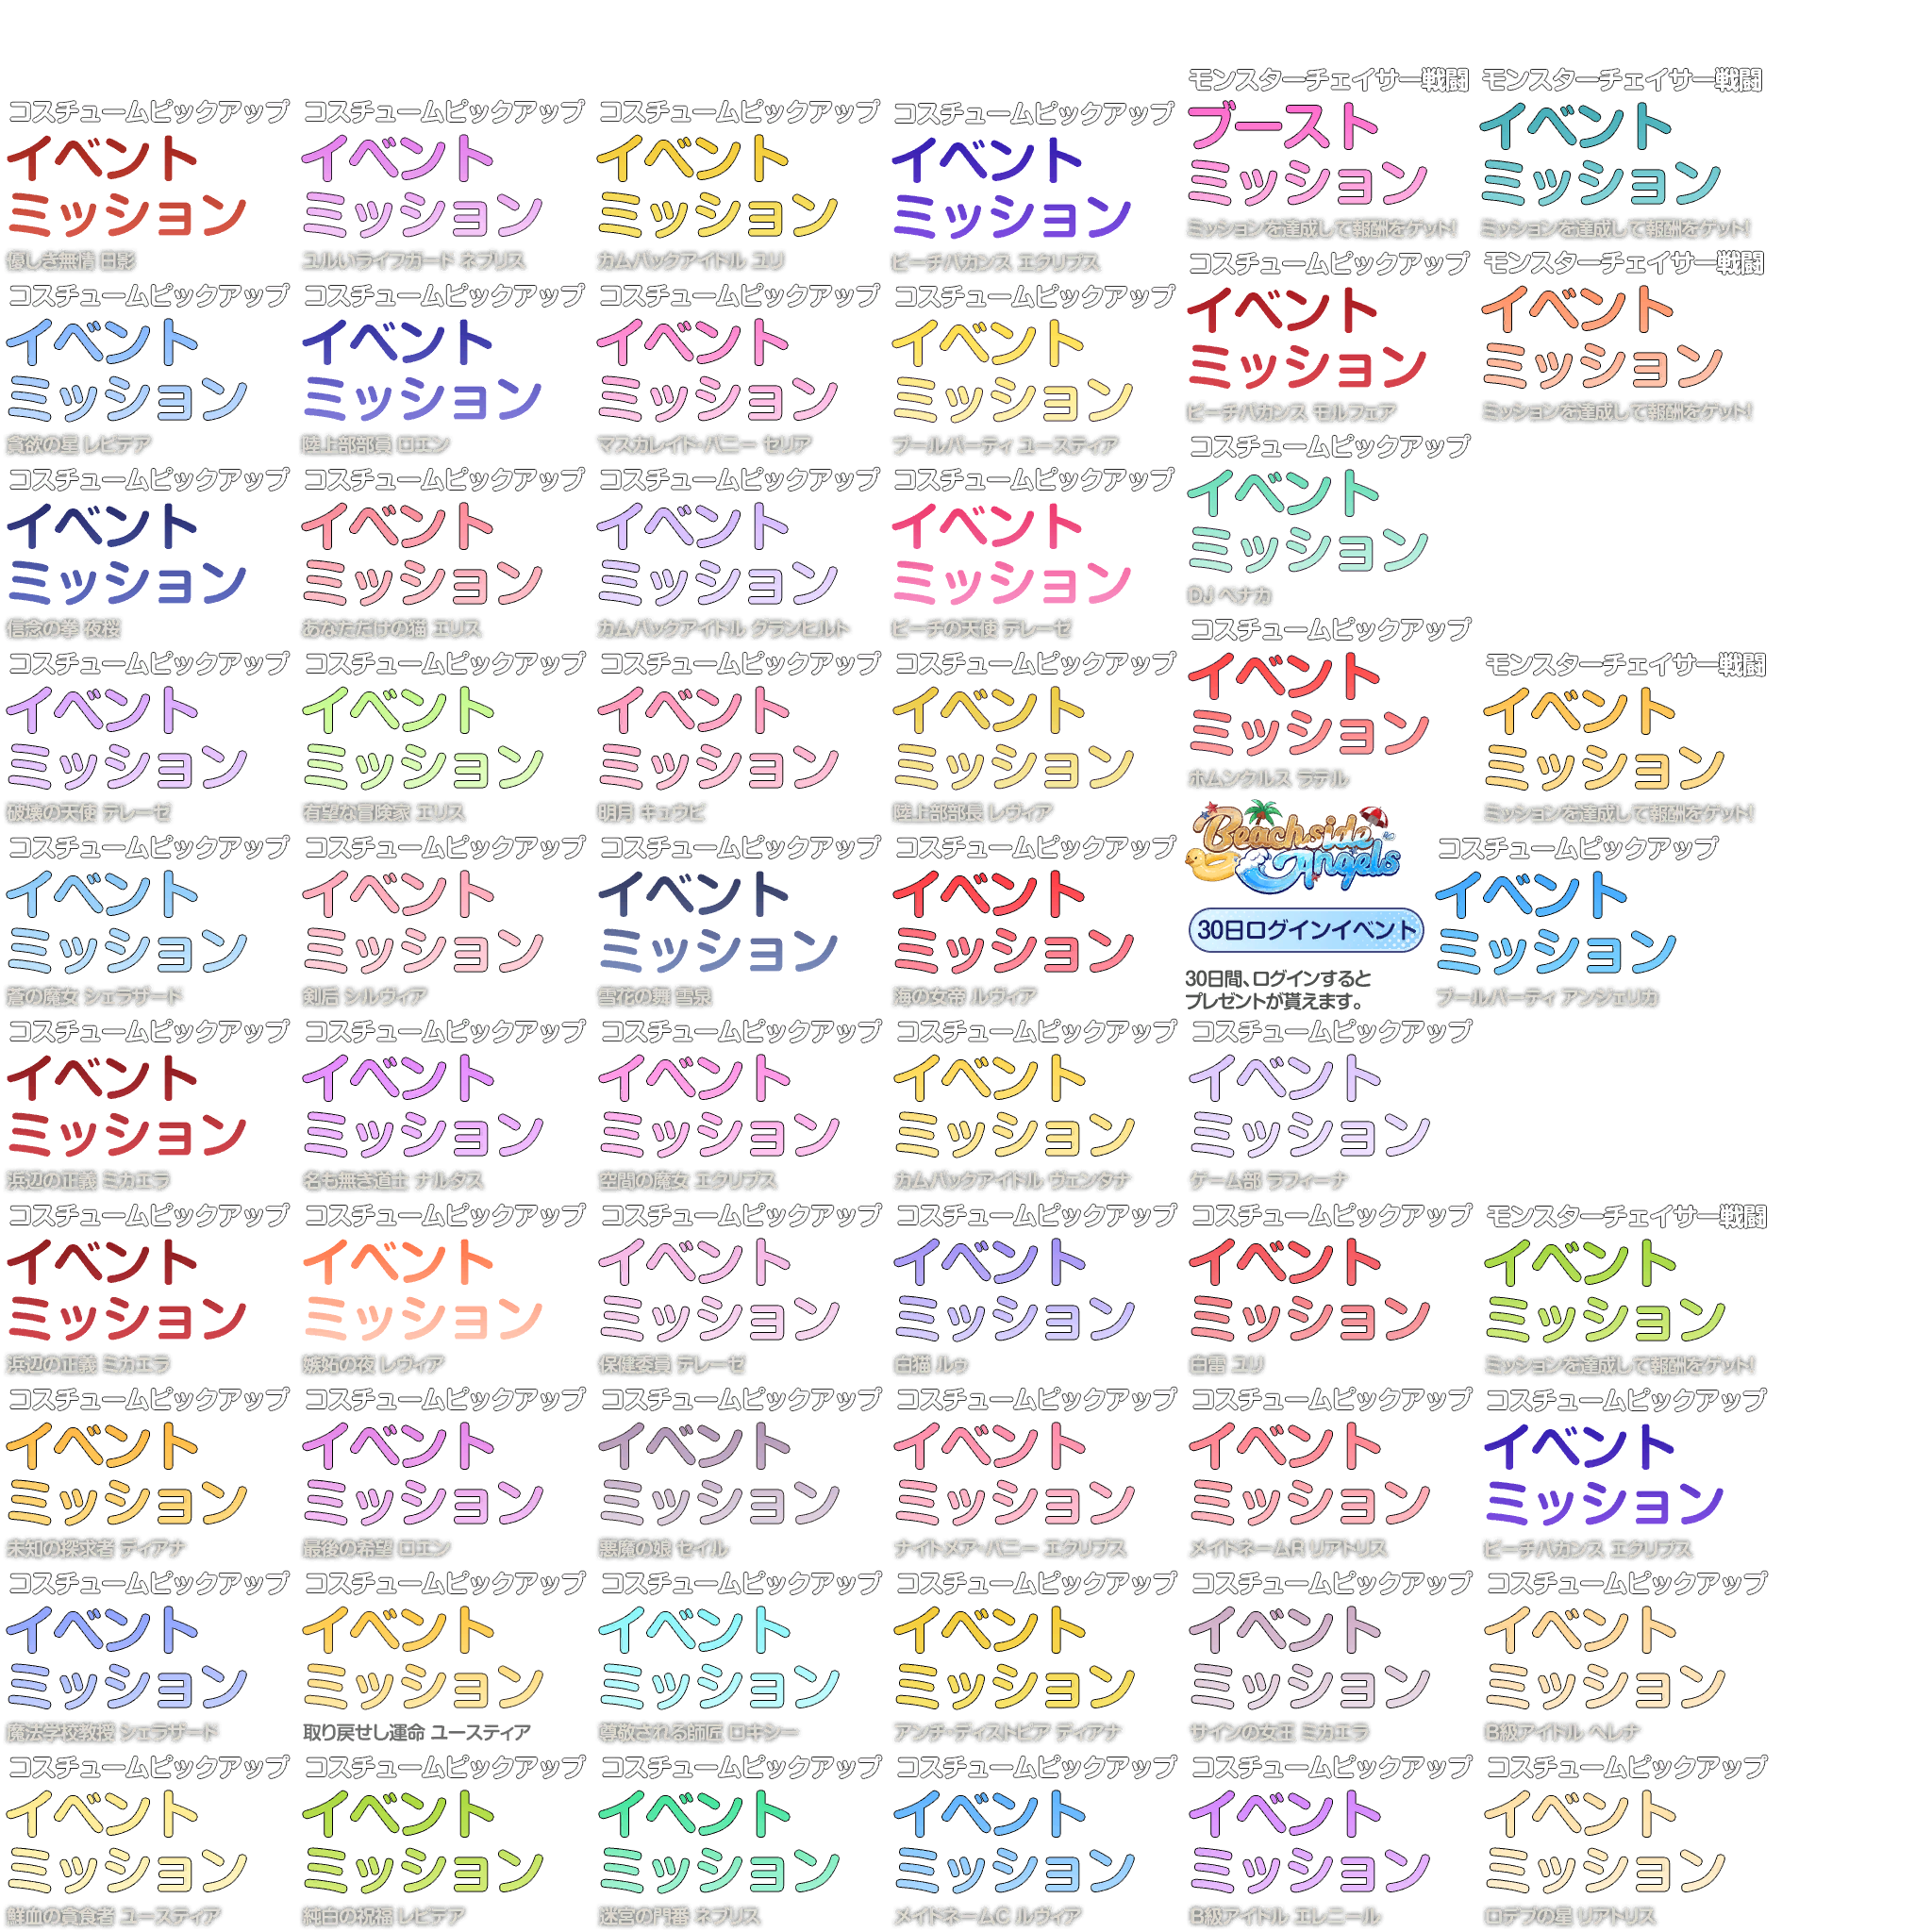 コスチュームピックアップ
イベント
ミッション
優しき無情 日影
コスチュームピックアップ
イベント
ミッション
貪欲の星 レピテア
コスチュームピックアップ
イベント
ミッション
信念の拳 夜桜
コスチュームピックアップ
イベント
ミッション
破壊の天使 テレーゼ
コスチュームピックアップ
イベント
ミッション
蒼の魔女 シェラザード
コスチュームピックアップ
イベント
ミッション
浜辺の正義 ミカエラ
コスチュームピックアップ
イベント
ミッション
浜辺の正義 ミカエラ
コスチュームピックアップ
イベント
ミッション
未知の探求者 ディアナ
コスチュームピックアップ
イベント
ミッション
魔法学校教授 シェラザード
コスチュームピックアップ
イベント
ミッション
鮮血の貪食者 ユースティア
コスチュームピックアップ
イベント
ミッション
ユルいライフガード ネブリス
コスチュームピックアップ
イベント
ミッション
陸上部部員 ロエン
コスチュームピックアップ
イベント
ミッション
あなただけの猫 エリス
コスチュームピックアップ
イベント
ミッション
有望な冒険家 エリス
コスチュームピックアップ
イベント
ミッション
剣后 シルヴィア
コスチュームピックアップ
イベント
ミッション
名も無き道士 ナルタス
コスチュームピックアップ
イベント
ミッション
嫉妬の夜 レヴィア
コスチュームピックアップ
イベント
ミッション
最後の希望 ロエン
コスチュームピックアップ
イベント
ミッション
取り戻せし運命 ユースティア
コスチュームピックアップ
イベント
ミッション
純白の祝福 レピテア
コスチュームピックアップ
イベント
ミッション
カムバックアイドル ユリ
コスチュームピックアップ
イベント
ミッション
マスカレイド・バニー セリア
コスチュームピックアップ
イベント
ミッション
カムバックアイドル グランヒルト
コスチュームピックアップ
イベント
ミッション
明月 キュウビ
コスチュームピックアップ
イベント
ミッション
雪花の舞 雪泉
コスチュームピックアップ
イベント
ミッション
空間の魔女 エクリプス
コスチュームピックアップ
イベント
ミッション
保健委員 テレーゼ
コスチュームピックアップ
イベント
ミッション
悪魔の娘 セイル
コスチュームピックアップ
イベント
ミッション
尊敬される師匠 ロキシー
コスチュームピックアップ
イベント
ミッション
迷宮の門番 ネブリス
コスチュームピックアップ
イベント
ミッション
ビーチバカンス エクリプス
コスチュームピックアップ
イベント
ミッション
プールパーティ ユースティア
コスチュームピックアップ
イベント
ミッション
ビーチの天使 テレーゼ
コスチュームピックアップ
イベント
ミッション
陸上部部長 レヴィア
コスチュームピックアップ
イベント
ミッション
海の女帝 ルヴィア
コスチュームピックアップ
イベント
ミッション
カムバックアイドル ヴェンタナ
コスチュームピックアップ
イベント
ミッション
白猫 ルゥ
コスチュームピックアップ
イベント
ミッション
ナイトメア・バニー エクリプス
コスチュームピックアップ
イベント
ミッション
アンチ・ディストピア ディアナ
コスチュームピックアップ
イベント
ミッション
メイドネームC ルヴィア
モンスターチェイサー戦闘
ブースト
ミッション
ミッションを達成して報酬をゲット!
コスチュームピックアップ
イベント
ミッション
ビーチバカンス モルフェア
コスチュームピックアップ
イベント
ミッション
DJ ヘナカ
コスチュームピックアップ
イベント
ミッション
ホムンクルス ラテル
Beachside
Angels
30日ログインイベント
30日間、ログインすると
プレゼントが貰えます。
コスチュームピックアップ
イベント
ミッション
ゲーム部 ラフィーナ
コスチュームピックアップ
イベント
ミッション
白雷 ユリ
コスチュームピックアップ
イベント
ミッション
メイドネームR リアトリス
コスチュームピックアップ
イベント
ミッション
サインの女王 ミカエラ
コスチュームピックアップ
イベント
ミッション
B級アイドル エレニール
モンスターチェイサー戦闘
イベント
ミッション
ミッションを達成して報酬をゲット!
モンスターチェイサー戦闘
イベント
ミッション
ミッションを達成して報酬をゲット!
モンスターチェイサー戦闘
イベント
ミッション
ミッションを達成して報酬をゲット!
コスチュームピックアップ
イベント
ミッション
プールパーティ アンジェリカ
モンスターチェイサー戦闘
イベント
ミッション
ミッションを達成して報酬をゲット!
コスチュームピックアップ
イベント
ミッション
ビーチバカンス エクリプス
コスチュームピックアップ
イベント
ミッション
B級アイドル ヘレナ
コスチュームピックアップ
イベント
ミッション
ロデブの星 リアトリス